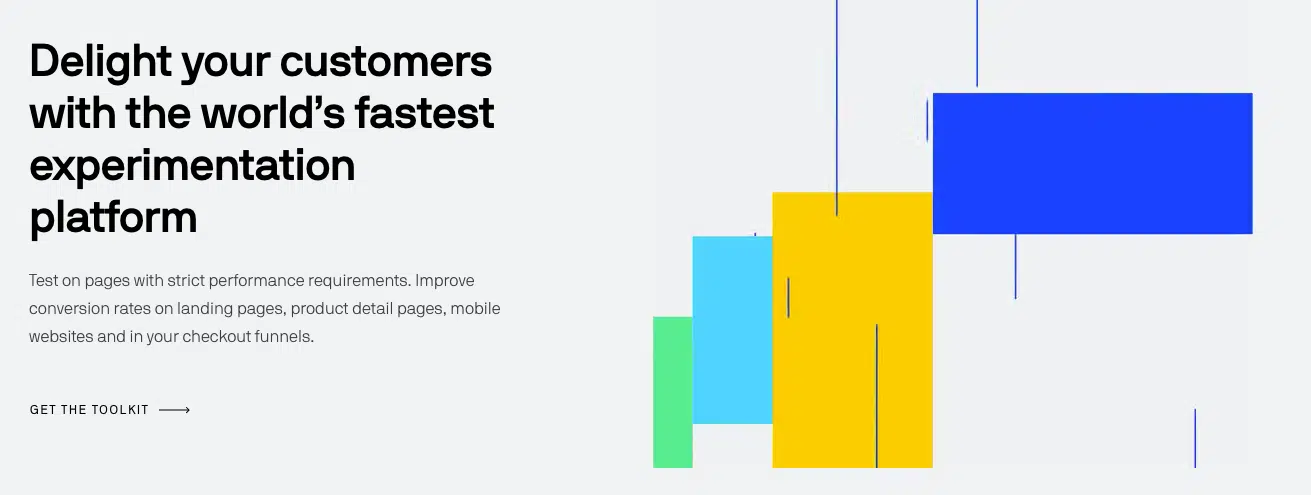 Delight your customers
with the world’s fastest
experimentation
platform
Test on pages with strict performance requirements. Improve
conversion rates on landing pages, product detail pages, mobile
websites and in your checkout funnels.
GET THE TOOLKIT